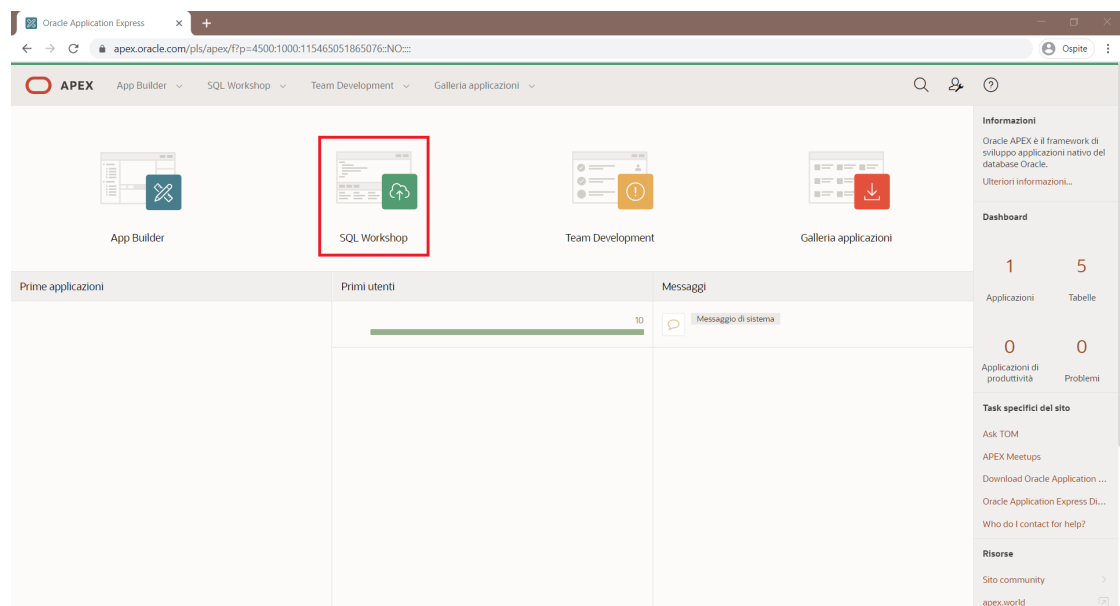 Oracle Application Express
apex.oracle.com/pls/apex/f?p=4500:1000:115465051865076::NO::::
Ospite
APEX App Builder SQL Workshop Team Development Galleria applicazioni
App Builder
SQL Workshop
Team Development
Galleria applicazioni
Prime applicazioni
Primi utenti
10
Messaggi
Messaggio di sistema
Informazioni
Oracle APEX è il framework di
sviluppo applicazioni nativo del
database Oracle.
Ulteriori informazioni...
Dashboard
1 5
Applicazioni Tabelle
0 0
Applicazioni di
produttività Problemi
Task specifici del sito
Ask TOM
APEX Meetups
Download Oracle Application ...
Oracle Application Express Di...
Who do I contact for help?
Risorse
Sito community
apex.world